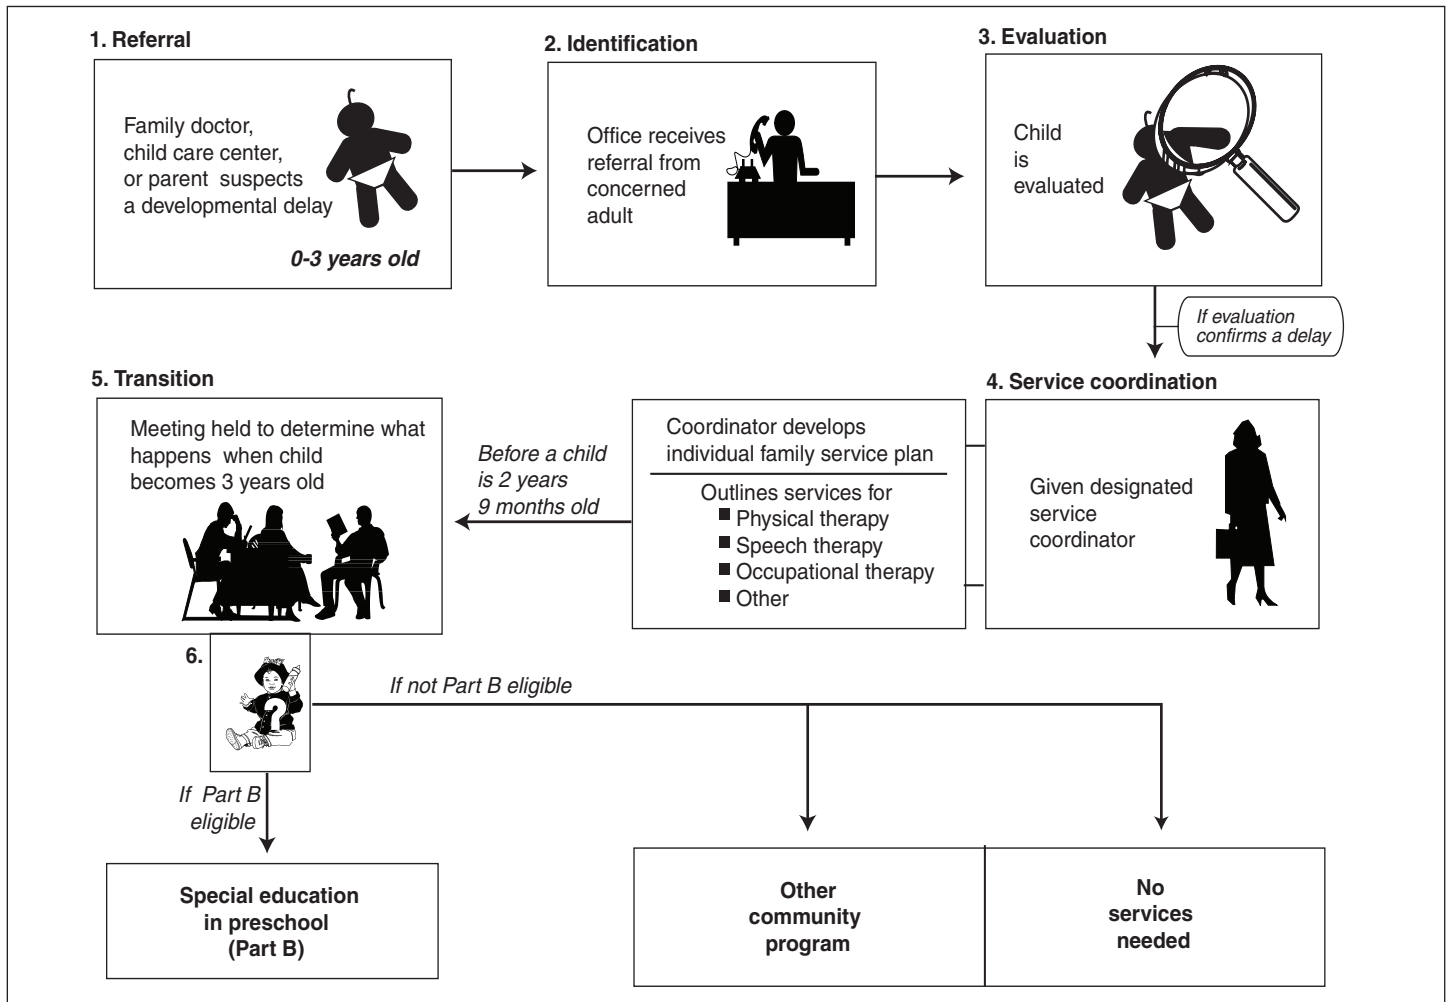 1. Referral
Family doctor,
child care center,
or parent suspects
a developmental delay
0-3 years old
2. Identification
Office receives
referral from
concerned
adult
3. Evaluation
Child
is
evaluated
If evaluation
confirms a delay
4. Service coordination
Given designated
service
coordinator
Coordinator develops
individual family service plan
Outlines services for
■ Physical therapy
■ Speech therapy
■ Occupational therapy
■ Other
Before a child
is 2 years
9 months old
5. Transition
Meeting held to determine what
happens when child
becomes 3 years old
6.
?
If not Part B eligible
If Part B
eligible
Special education
in preschool
(Part B)
Other
community
program
No
services
needed